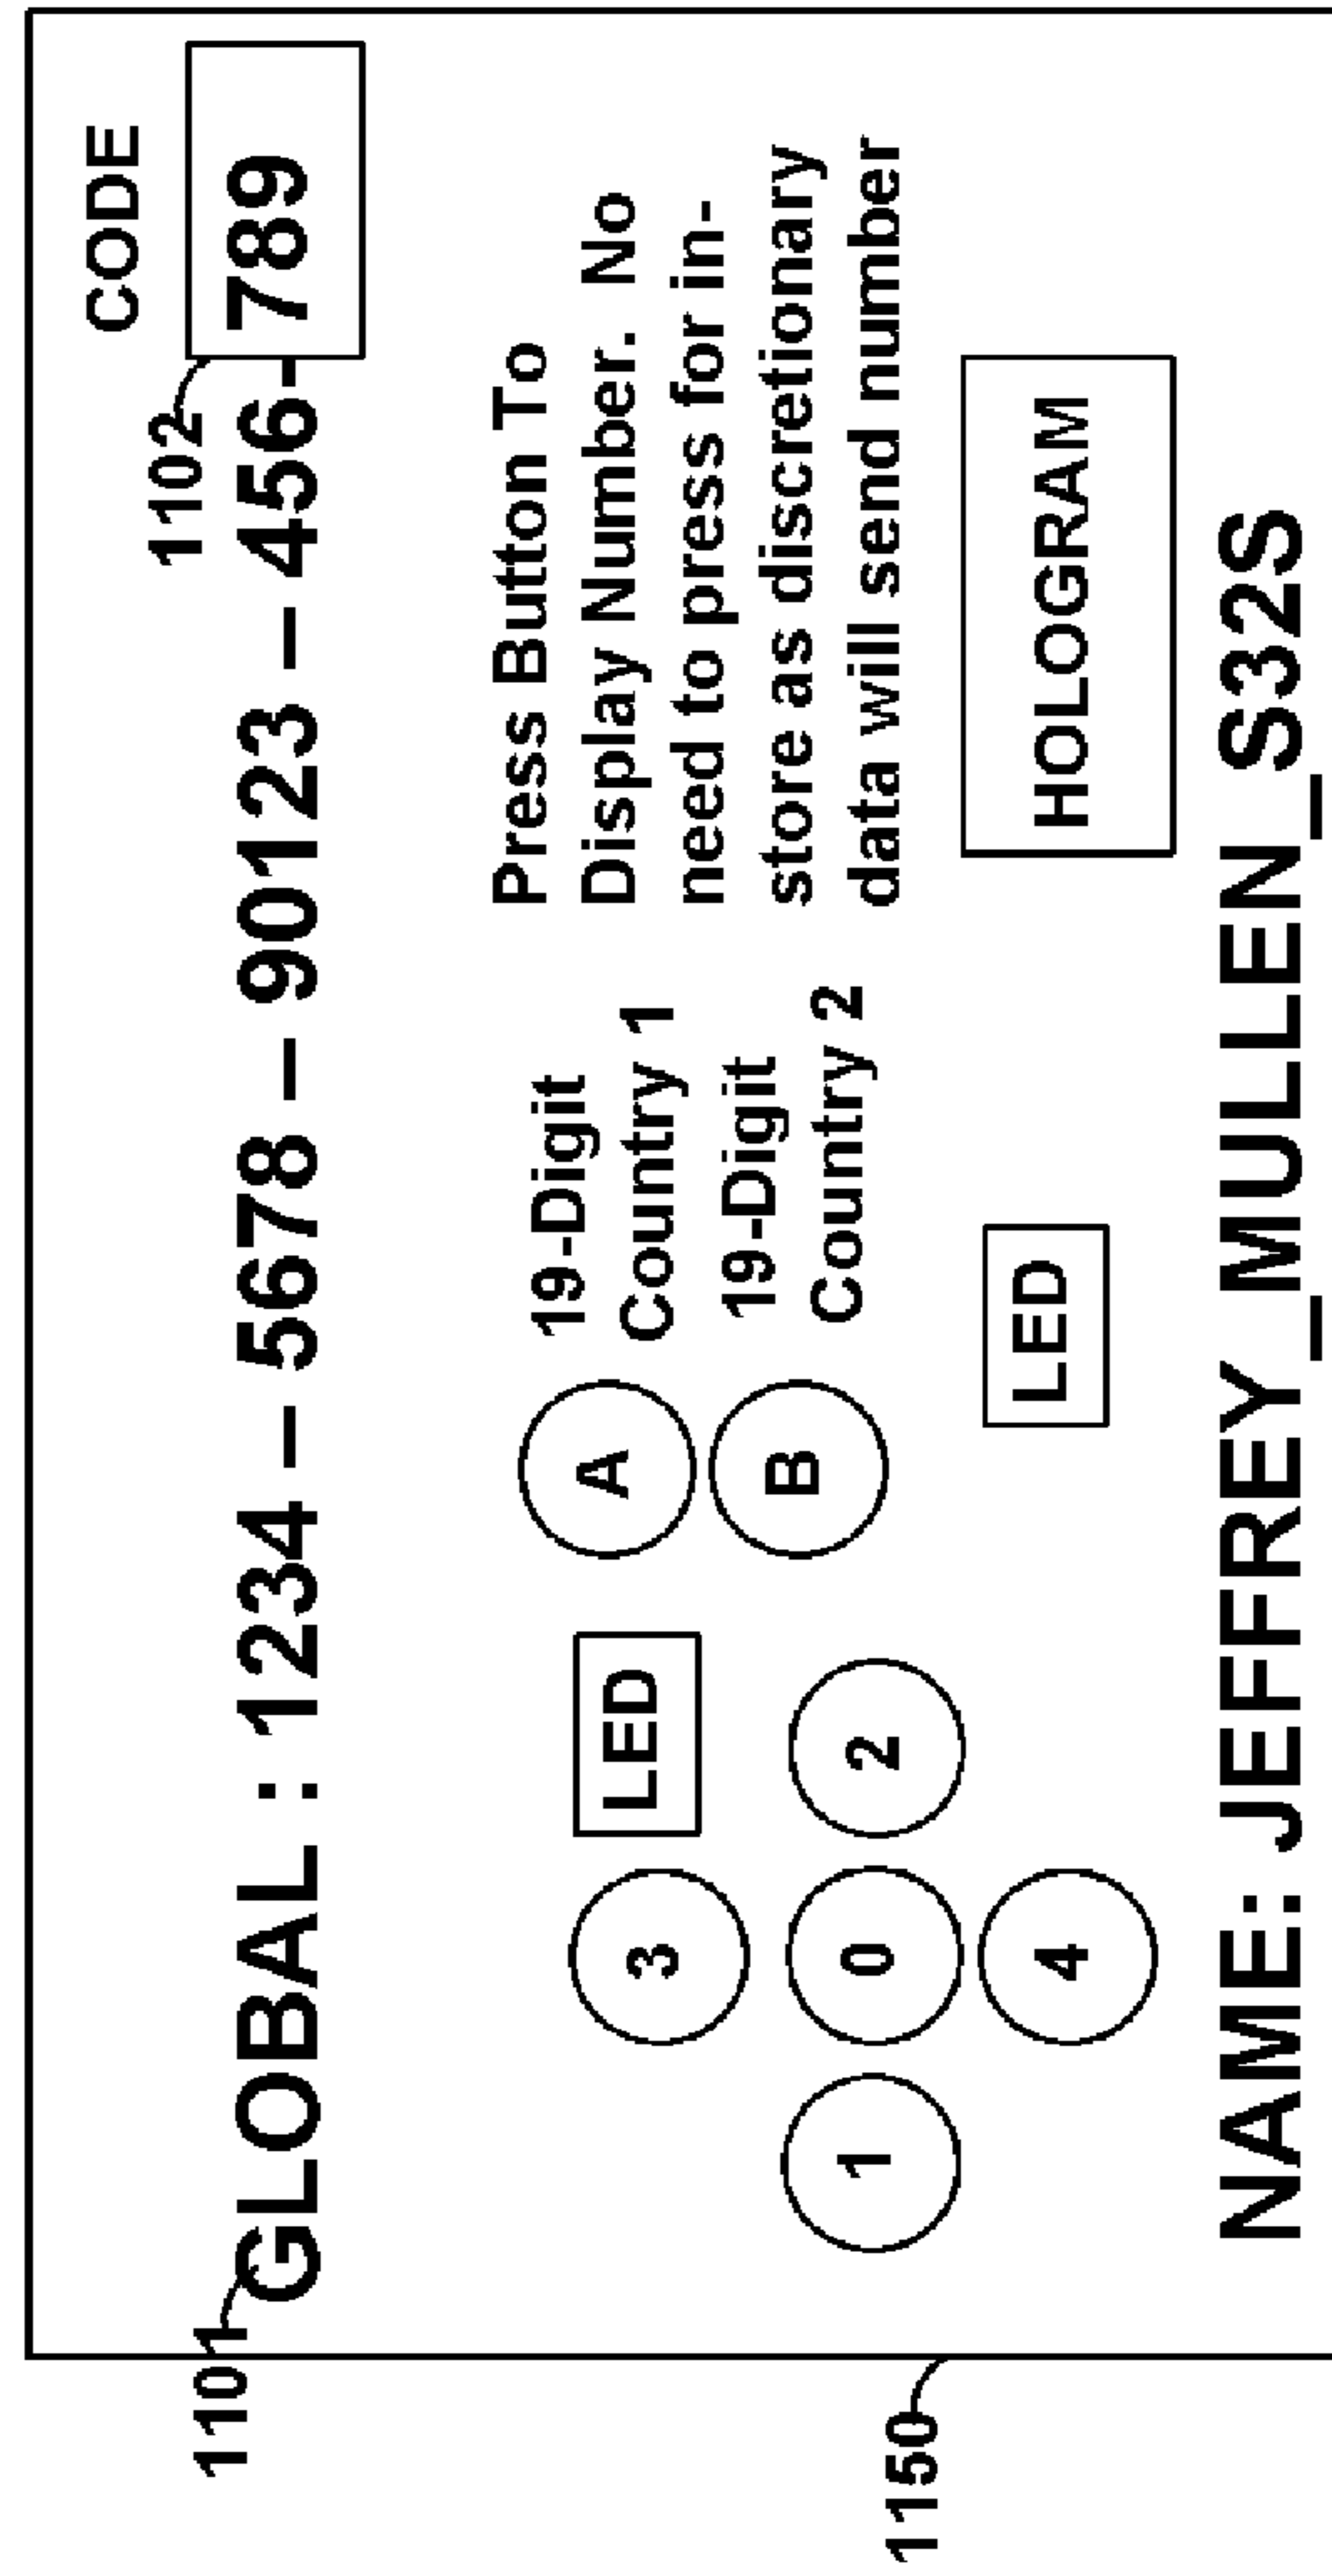 CODE
1102
1101
GLOBAL : 1234 – 5678 – 90123 – 456- 789
Press Button To
Display Number. No
need to press for in-
store as discretionary
data will send number
19-Digit
Country 1
19-Digit
Country 2
A
B
LED
3
1
0
2
4
LED
HOLOGRAM
1150
NAME: JEFFREY_MULLEN_S32S